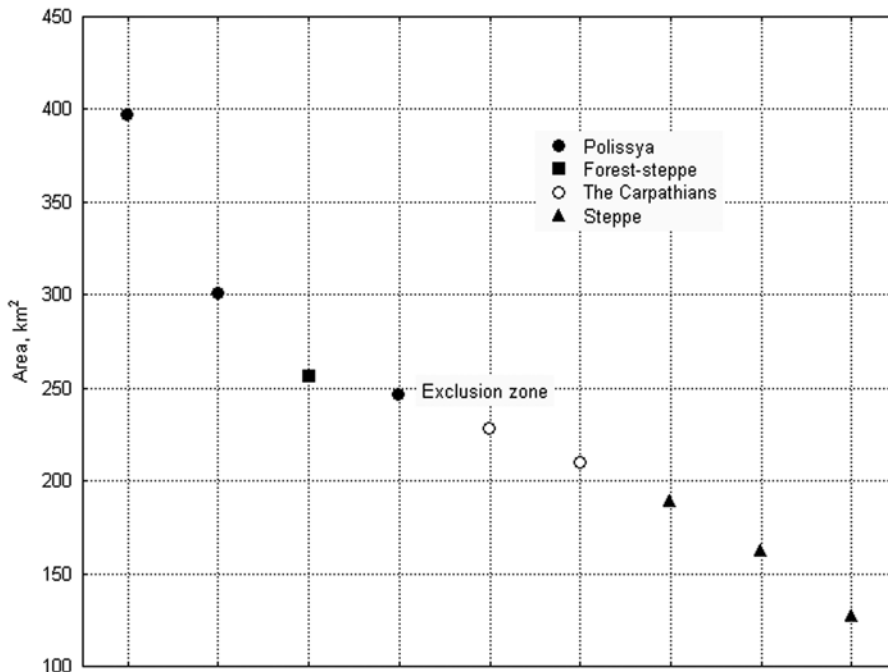 450
400
350
300
250
200
150
100
Area, km²
Polissya
Forest-steppe
The Carpathians
Steppe
Exclusion zone